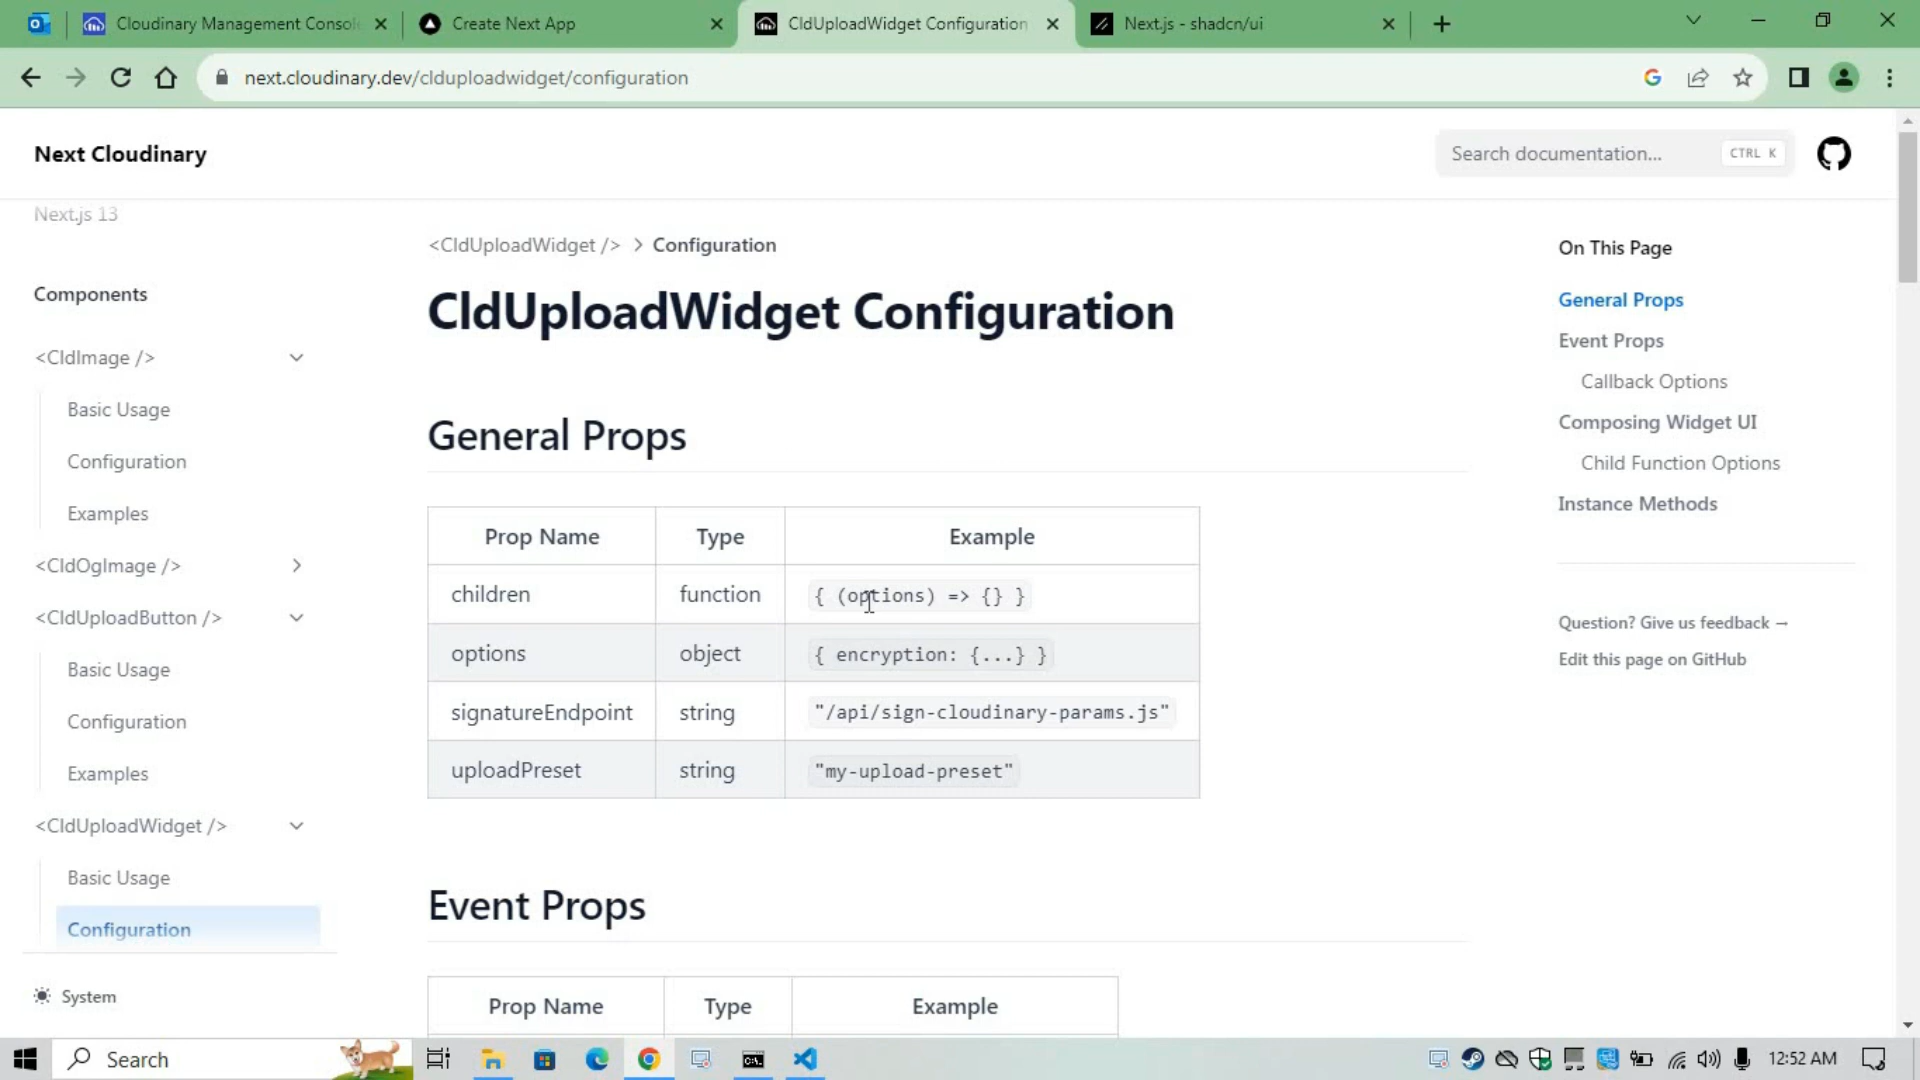 Cloudinary Management Consol
Create Next App
CldUploadWidget Configuration
Next.js - shadcn/ui
next.cloudinary.dev/clduploadwidget/configuration
Next Cloudinary
Search documentation...
CTRL K
Next.js 13
Components
<CldImage />
Basic Usage
Configuration
Examples
<CldOgImage />
<CldUploadButton />
Basic Usage
Configuration
Examples
<CldUploadWidget />
Basic Usage
Configuration
System
<CldUploadWidget /> > Configuration
CldUploadWidget Configuration
General Props
Prop Name Type Example
children function { (options) => {} }
options object { encryption: {...} }
signatureEndpoint string "/api/sign-cloudinary-params.js"
uploadPreset string "my-upload-preset"
Event Props
Prop Name Type Example
On This Page
General Props
Event Props
Callback Options
Composing Widget UI
Child Function Options
Instance Methods
Question? Give us feedback →
Edit this page on GitHub
Search
12:52 AM